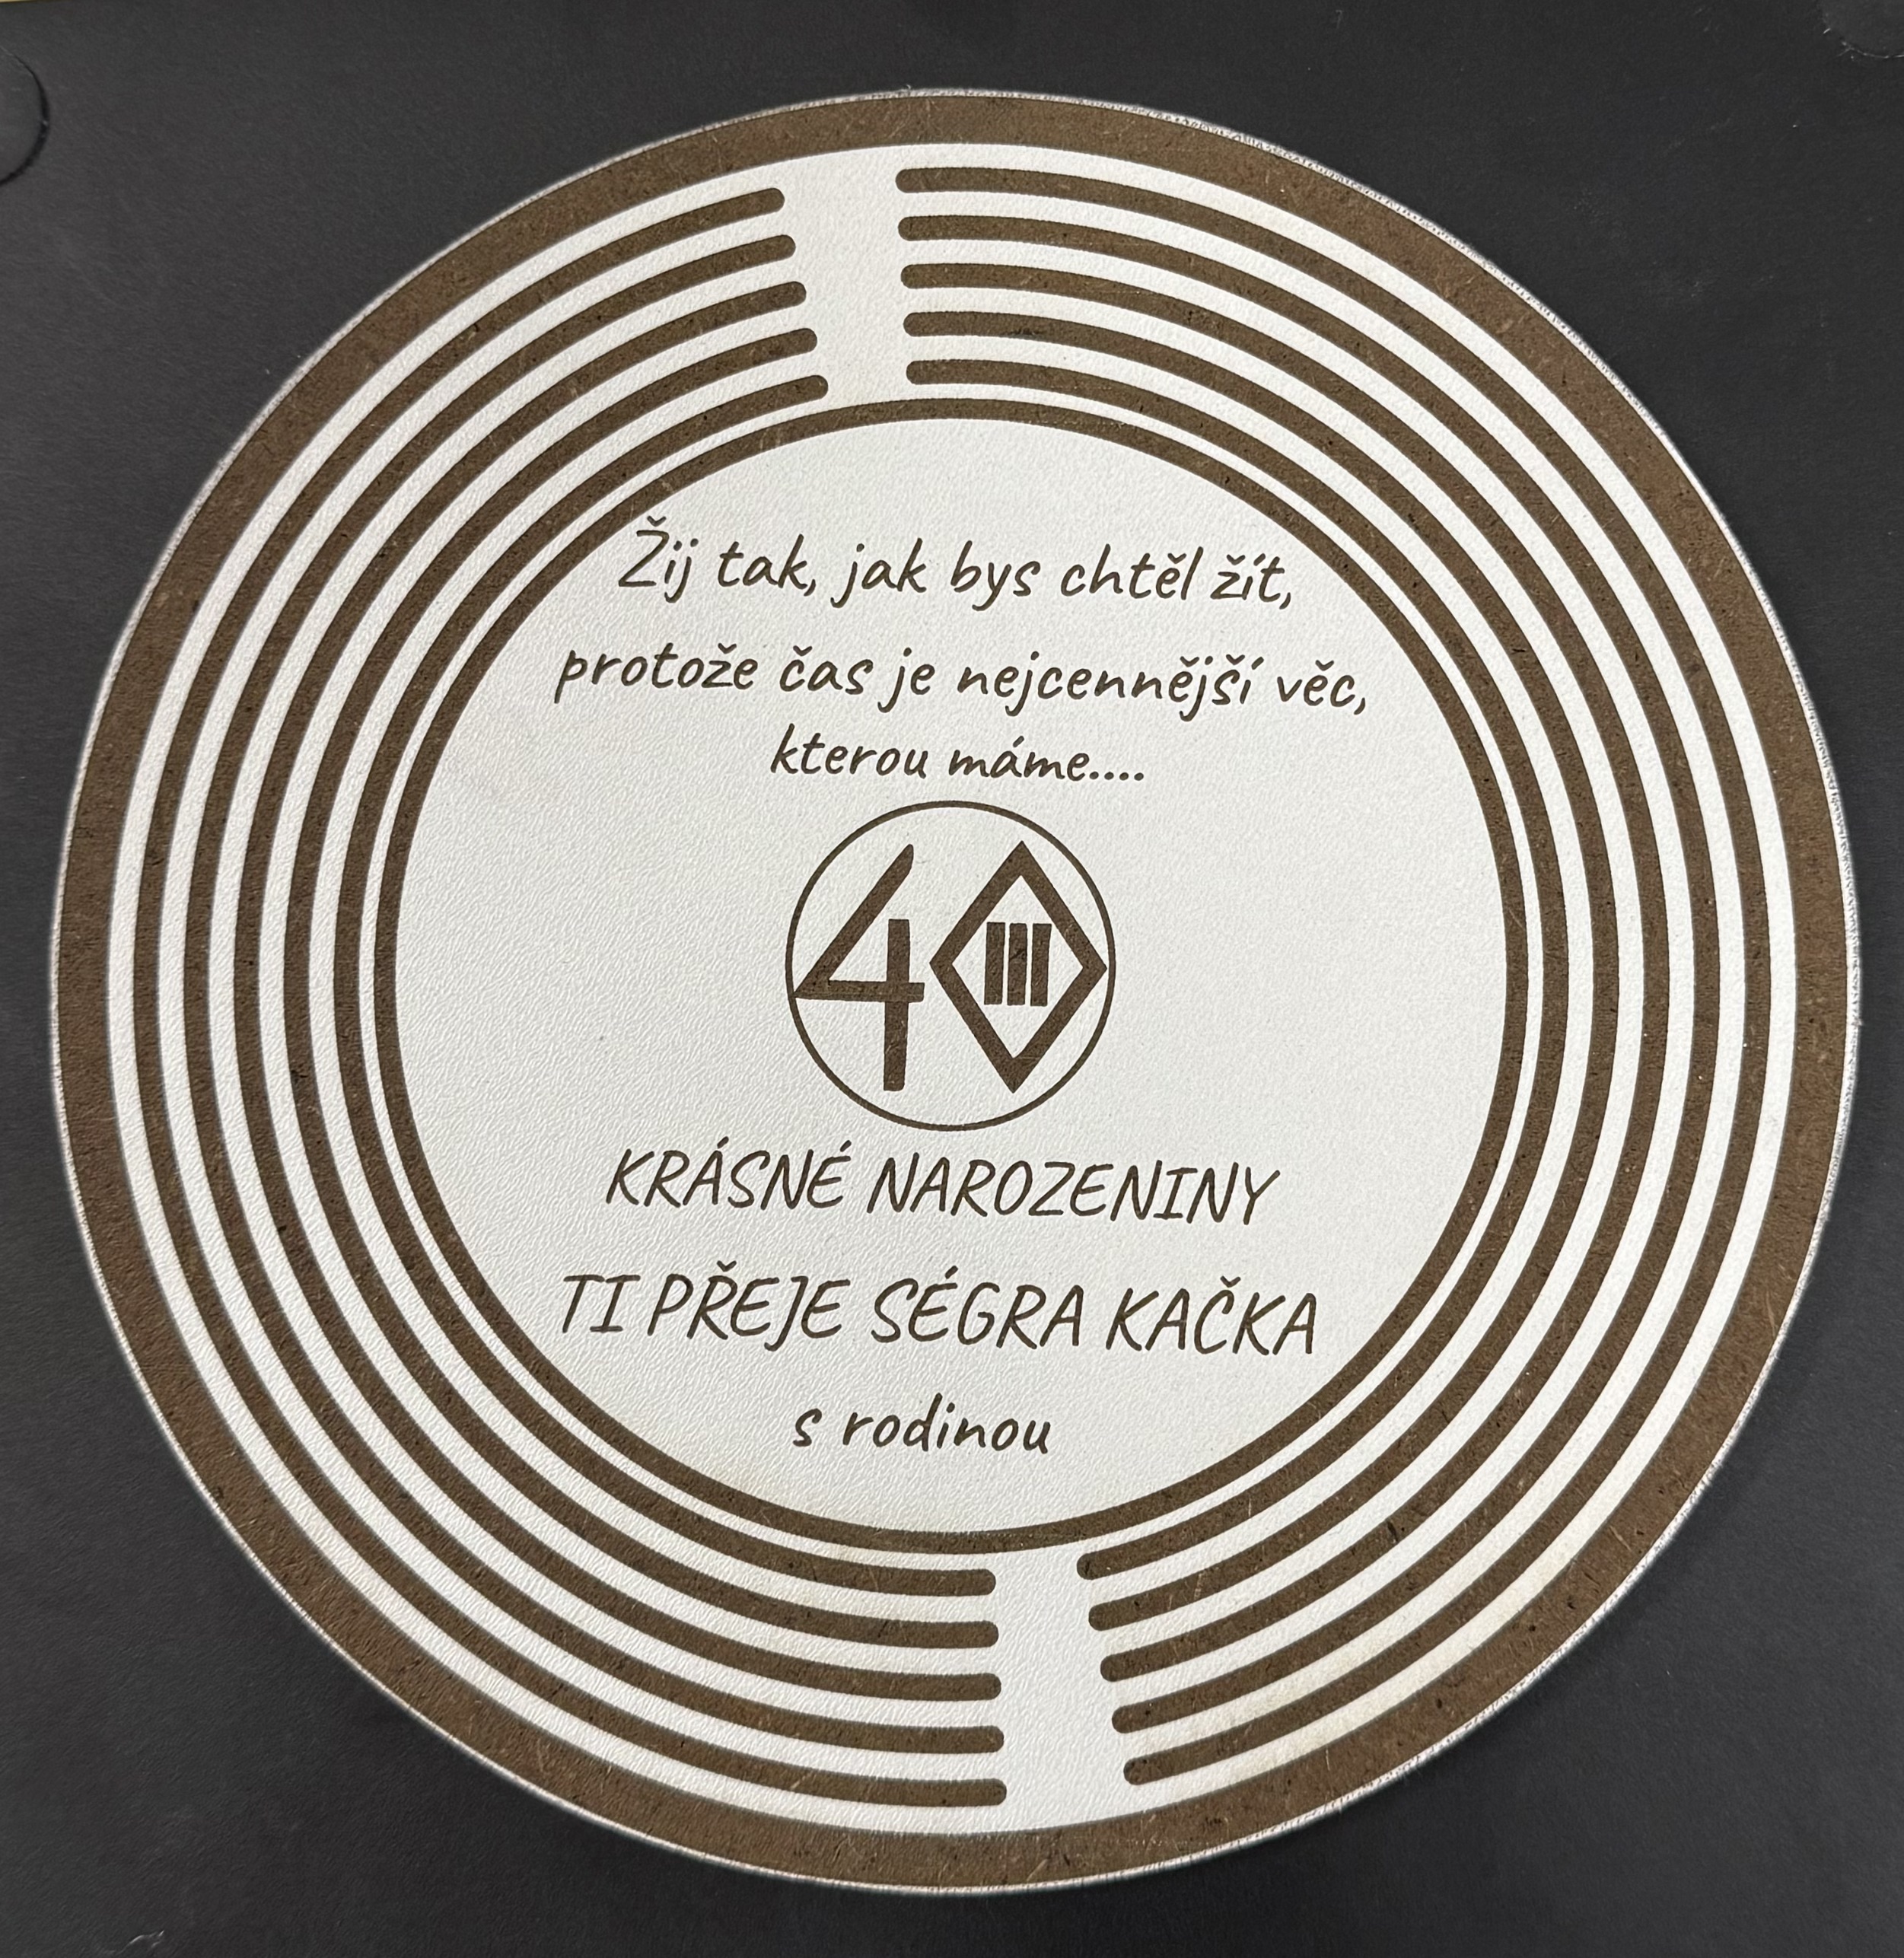 Žij tak, jak bys chtěl žít,
protože čas je nejcennější věc,
kterou máme....
40
III
KRÁSNÉ NAROZENINY
TI PŘEJE SÉGRA KAČKA
s rodinou